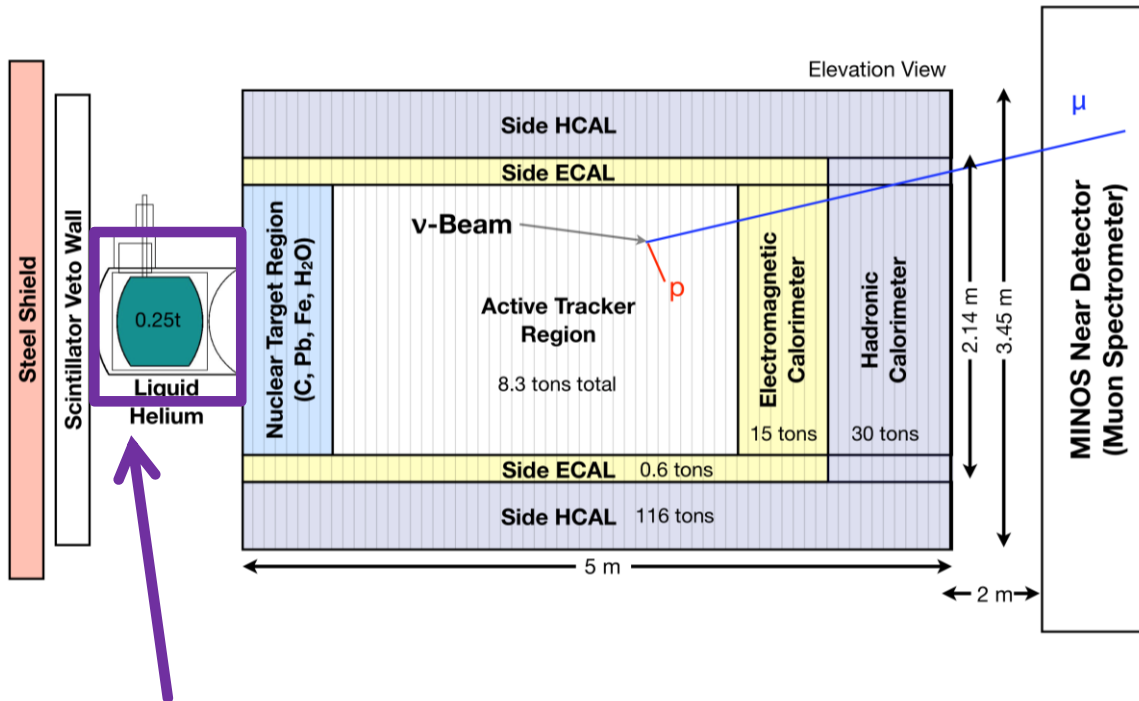 Elevation View
Steel Shield
Scintillator Veto Wall
0.25t
Liquid
Helium
Side HCAL
Side ECAL
Nuclear Target Region
(C, Pb, Fe, H₂O)
ν-Beam
p
μ
Active Tracker
Region
8.3 tons total
Electromagnetic
Calorimeter
15 tons
Hadronic
Calorimeter
30 tons
Side ECAL 0.6 tons
Side HCAL 116 tons
5 m
2 m
2.14 m
3.45 m
MINOS Near Detector
(Muon Spectrometer)